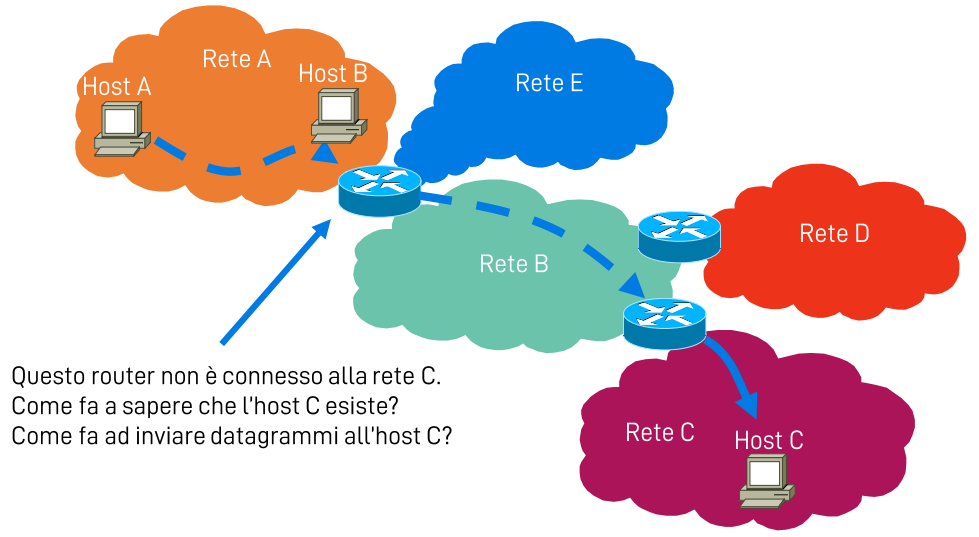 Rete A
Host B
Host A
Rete E
Rete D
Rete B
Questo router non è connesso alla rete C.
Come fa a sapere che l'host C esiste?
Come fa ad inviare datagrammi all'host C?
Rete C
Host C